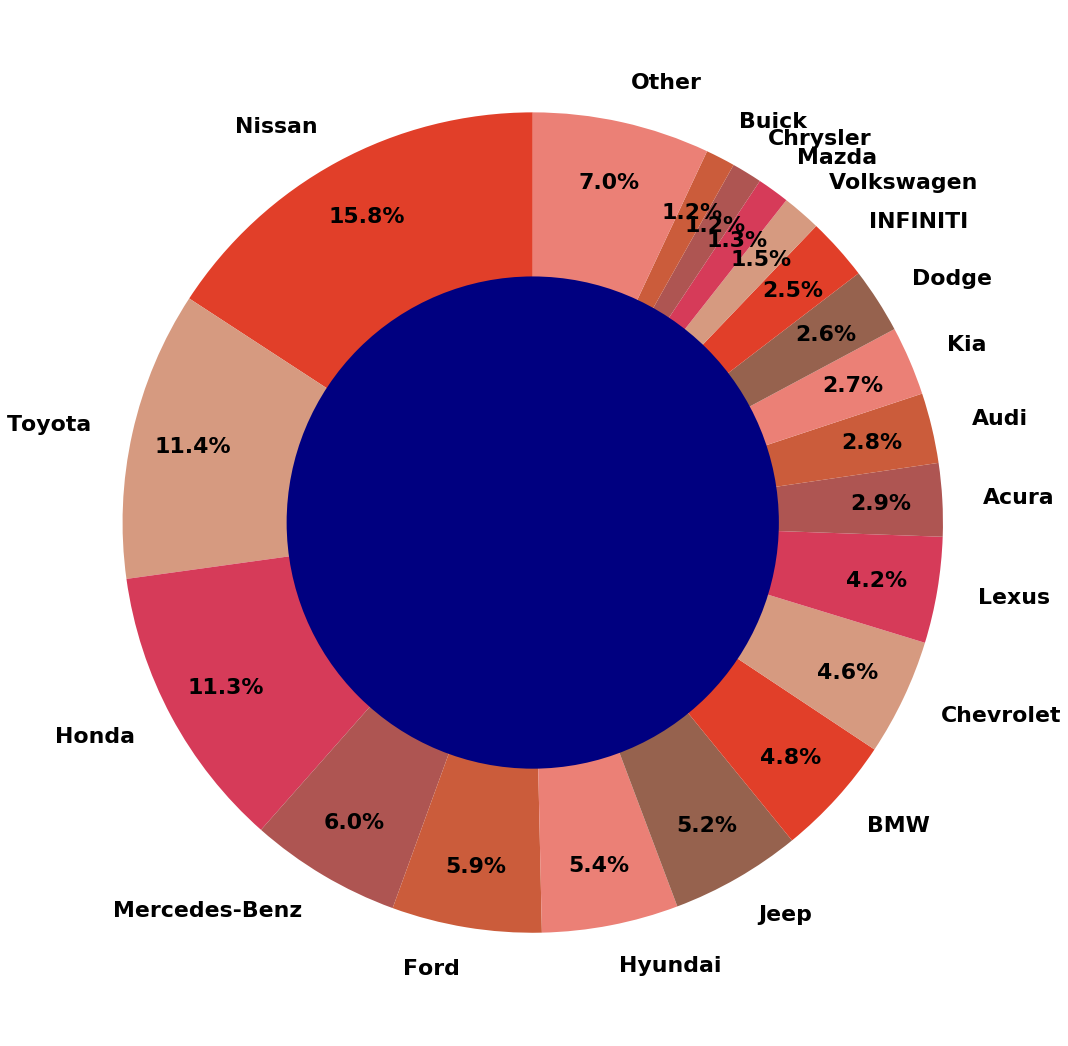 Other
Buick
Nissan
Chrysler
Mazda
Volkswagen
7.0%
15.8%
1.2%
INFINITI
1.2%
1.3%
1.5%
Dodge
2.5%
2.6%
Kia
2.7%
Audi
Toyota
2.8%
11.4%
Acura
2.9%
4.2%
Lexus
4.6%
11.3%
Chevrolet
Honda
4.8%
6.0%
5.2%
BMW
5.9%
5.4%
Mercedes-Benz
Jeep
Ford
Hyundai